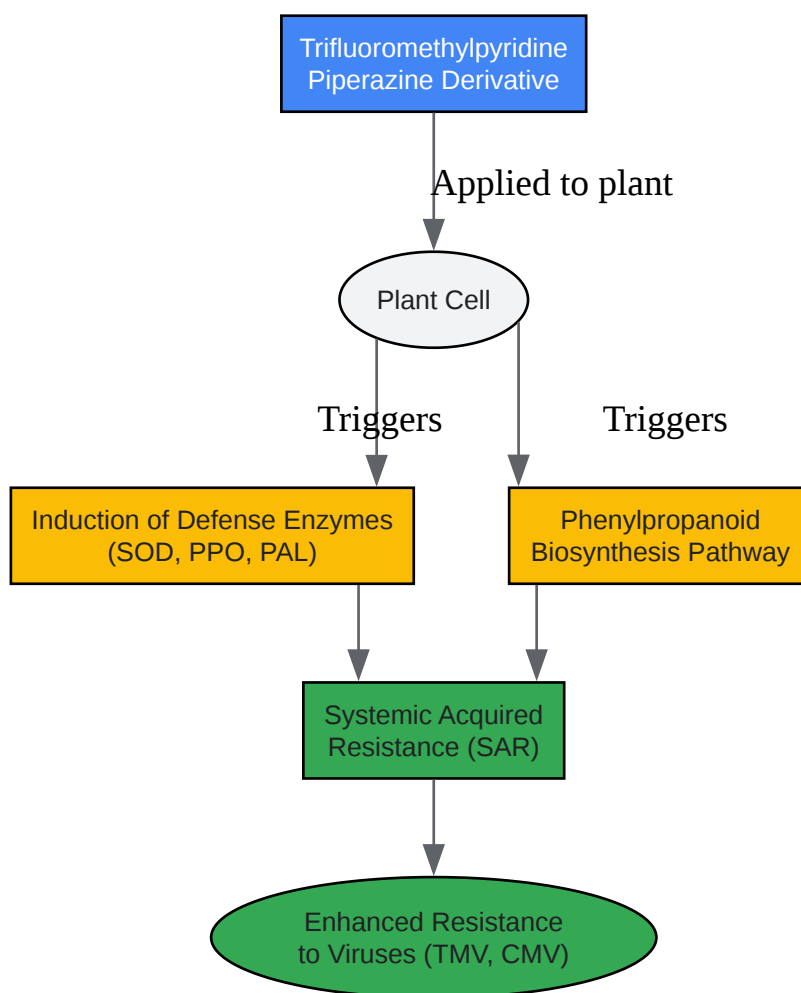 Trifluoromethylpyridine
Piperazine Derivative
Applied to plant
Plant Cell
Triggers
Triggers
Induction of Defense Enzymes
(SOD, PPO, PAL)
Phenylpropanoid
Biosynthesis Pathway
Systemic Acquired
Resistance (SAR)
Enhanced Resistance
to Viruses (TMV, CMV)